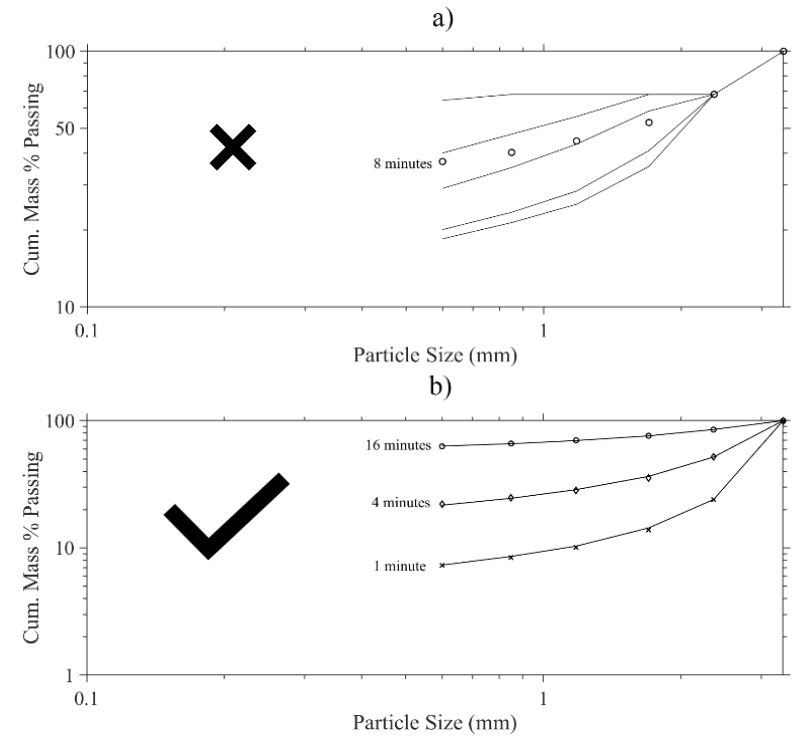 a)
100
50
10
Cum. Mass % Passing
8 minutes
0.1
1
Particle Size (mm)
b)
100
10
1
Cum. Mass % Passing
16 minutes
4 minutes
1 minute
0.1
1
Particle Size (mm)